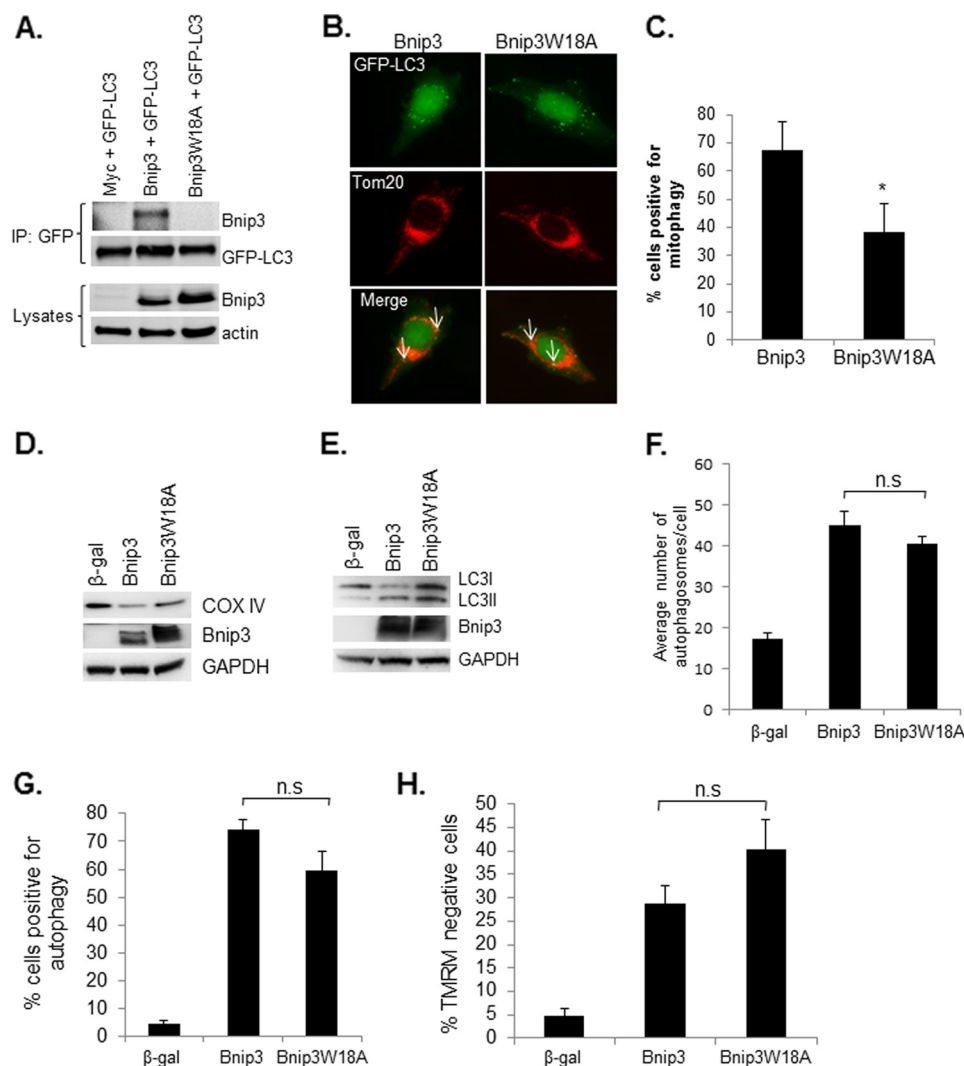 A.
Myc + GFP-LC3
Bnip3 + GFP-LC3
Bnip3W18A + GFP-LC3
IP: GFP
Bnip3
GFP-LC3
Lysates
Bnip3
actin
B.
Bnip3
Bnip3W18A
GFP-LC3
Tom20
Merge
C.
% cells positive for
mitophagy
80
70
60
50
40
30
20
10
0
*
Bnip3
Bnip3W18A
D.
β-gal
Bnip3
Bnip3W18A
COX IV
Bnip3
GAPDH
E.
β-gal
Bnip3
Bnip3W18A
LC3I
LC3II
Bnip3
GAPDH
F.
Average number of
autophagosomes/cell
60
50
40
30
20
10
0
n.s
β-gal
Bnip3
Bnip3W18A
G.
% cells positive for
autophagy
80
70
60
50
40
30
20
10
0
n.s
β-gal
Bnip3
Bnip3W18A
H.
% TMRM negative cells
50
45
40
35
30
25
20
15
10
5
0
n.s
β-gal
Bnip3
Bnip3W18A